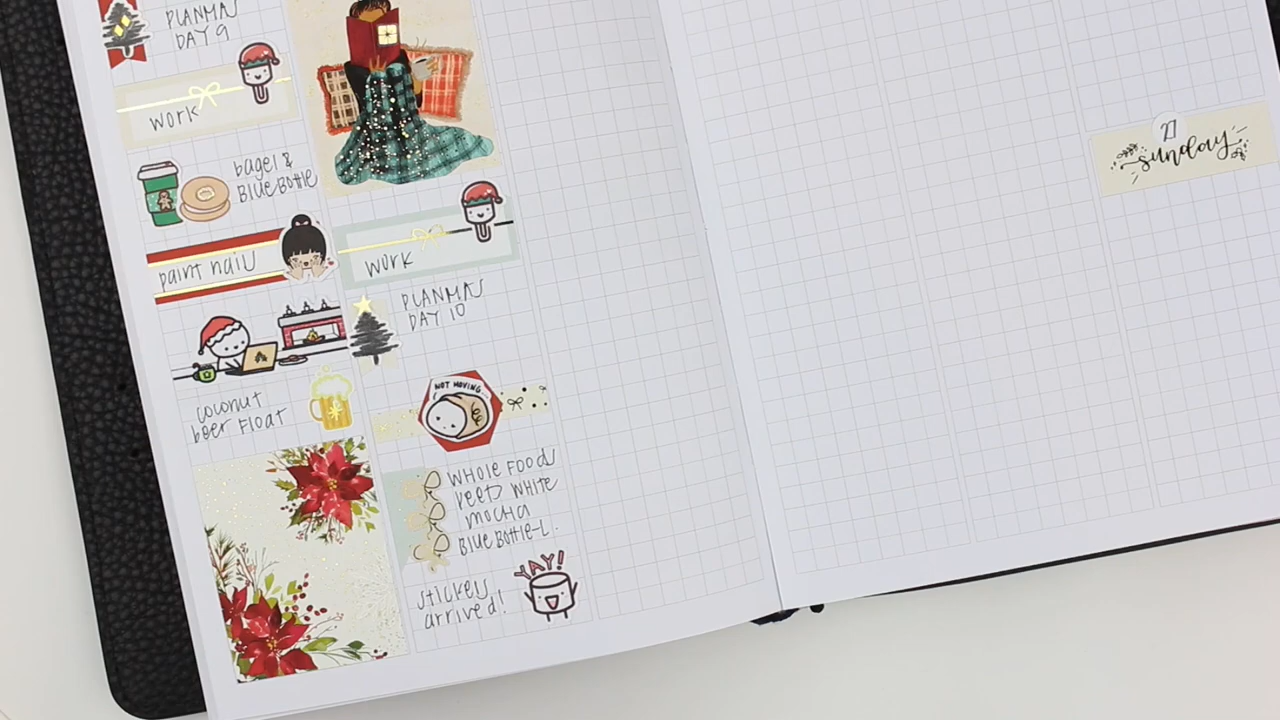 PLANMAS
DAY 9
work
bagel &
BLUE BOTTLE
paint nails
coconut
beer float
work
PLANMAS
DAY 10
NOT MOVING...
WHOLE FOODS
PEETS WHITE
MOCHA
BLUE BOTTLE-L.
YAY!
stickers
arrived!
27
sunday